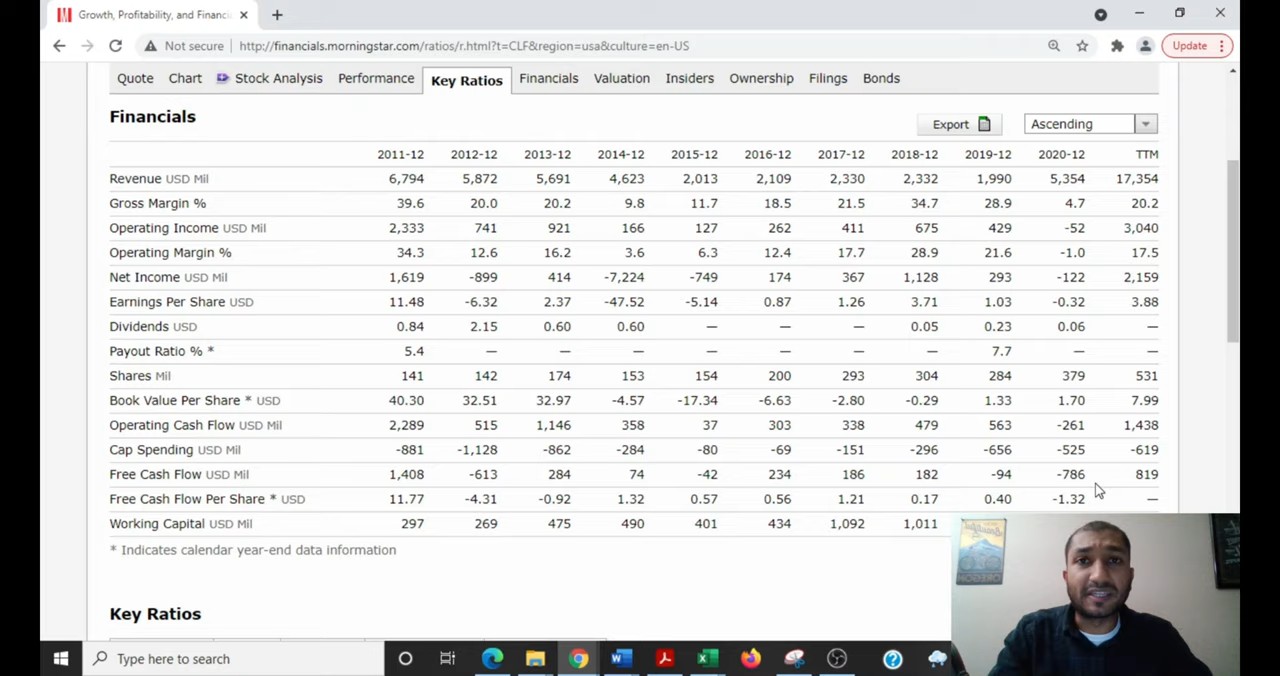 Growth, Profitability, and Financi
Not secure http://financials.morningstar.com/ratios/r.html?t=CLF&region=usa&culture=en-US Update
Quote Chart Stock Analysis Performance Key Ratios Financials Valuation Insiders Ownership Filings Bonds
Financials
Export Ascending
2011-12 2012-12 2013-12 2014-12 2015-12 2016-12 2017-12 2018-12 2019-12 2020-12 TTM
Revenue USD Mil 6,794 5,872 5,691 4,623 2,013 2,109 2,330 2,332 1,990 5,354 17,354
Gross Margin % 39.6 20.0 20.2 9.8 11.7 18.5 21.5 34.7 28.9 4.7 20.2
Operating Income USD Mil 2,333 741 921 166 127 262 411 675 429 -52 3,040
Operating Margin % 34.3 12.6 16.2 3.6 6.3 12.4 17.7 28.9 21.6 -1.0 17.5
Net Income USD Mil 1,619 -899 414 -7,224 -749 174 367 1,128 293 -122 2,159
Earnings Per Share USD 11.48 -6.32 2.37 -47.52 -5.14 0.87 1.26 3.71 1.03 -0.32 3.88
Dividends USD 0.84 2.15 0.60 0.60 — — — 0.05 0.23 0.06 —
Payout Ratio % * 5.4 — — — — — — — 7.7 — —
Shares Mil 141 142 174 153 154 200 293 304 284 379 531
Book Value Per Share * USD 40.30 32.51 32.97 -4.57 -17.34 -6.63 -2.80 -0.29 1.33 1.70 7.99
Operating Cash Flow USD Mil 2,289 515 1,146 358 37 303 338 479 563 -261 1,438
Cap Spending USD Mil -881 -1,128 -862 -284 -80 -69 -151 -296 -656 -525 -619
Free Cash Flow USD Mil 1,408 -613 284 74 -42 234 186 182 -94 -786 819
Free Cash Flow Per Share * USD 11.77 -4.31 -0.92 1.32 0.57 0.56 1.21 0.17 0.40 -1.32 —
Working Capital USD Mil 297 269 475 490 401 434 1,092 1,011
* Indicates calendar year-end data information
OREGON
Key Ratios
Type here to search